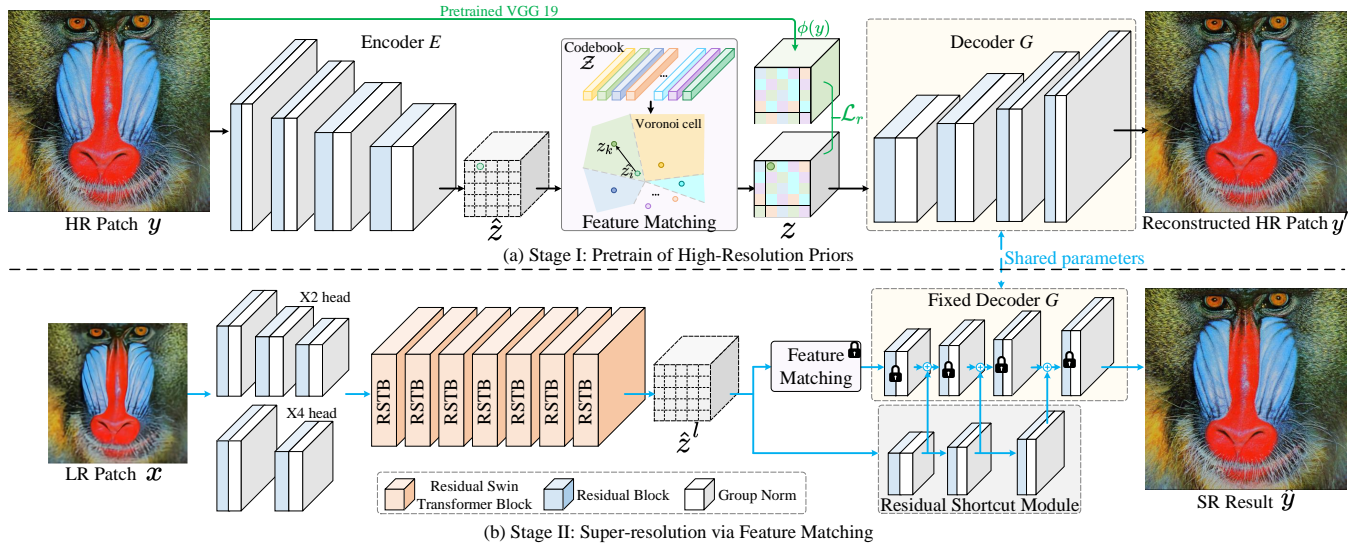 Pretrained VGG 19
Encoder E
Codebook
𝒵
...
Voronoi cell
z_k
ẑ_i
...
Feature Matching
ϕ(y)
ℒ_r
Decoder G
HR Patch y
ẑ
z
Reconstructed HR Patch y'
(a) Stage I: Pretrain of High-Resolution Priors
Shared parameters
X2 head
X4 head
RSTB
RSTB
RSTB
RSTB
RSTB
RSTB
RSTB
ẑ^l
Feature
Matching
Fixed Decoder G
Residual Shortcut Module
LR Patch x
SR Result ŷ
Residual Swin
Transformer Block
Residual Block
Group Norm
(b) Stage II: Super-resolution via Feature Matching